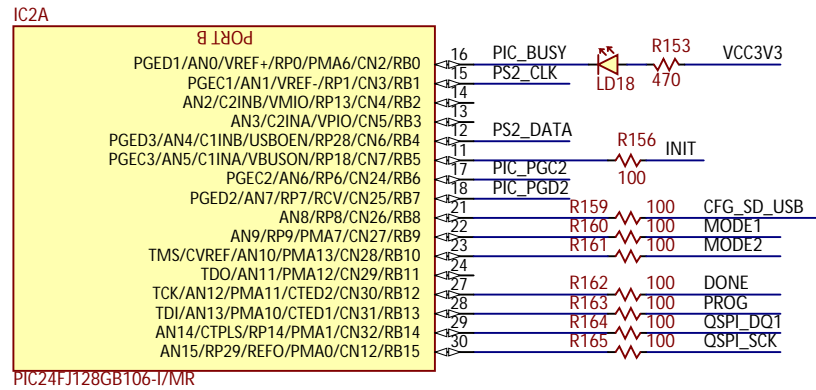 IC2A
PORT B
PGED1/AN0/VREF+/RP0/PMA6/CN2/RB0 16 PIC_BUSY LD18 R153 470 VCC3V3
PGEC1/AN1/VREF-/RP1/CN3/RB1 15 PS2_CLK
AN2/C2INB/VMIO/RP13/CN4/RB2 14
AN3/C2INA/VPIO/CN5/RB3 13
PGED3/AN4/C1INB/USBOEN/RP28/CN6/RB4 12 PS2_DATA
PGEC3/AN5/C1INA/VBUSON/RP18/CN7/RB5 11 R156 100 INIT
PGEC2/AN6/RP6/CN24/RB6 17 PIC_PGC2
PGED2/AN7/RP7/RCV/CN25/RB7 18 PIC_PGD2
AN8/RP8/CN26/RB8 21 R159 100 CFG_SD_USB
AN9/RP9/PMA7/CN27/RB9 22 R160 100 MODE1
TMS/CVREF/AN10/PMA13/CN28/RB10 23 R161 100 MODE2
TDO/AN11/PMA12/CN29/RB11 24
TCK/AN12/PMA11/CTED2/CN30/RB12 27 R162 100 DONE
TDI/AN13/PMA10/CTED1/CN31/RB13 28 R163 100 PROG
AN14/CTPLS/RP14/PMA1/CN32/RB14 29 R164 100 QSPI_DQ1
AN15/RP29/REFO/PMA0/CN12/RB15 30 R165 100 QSPI_SCK
PIC24FJ128GB106-I/MR